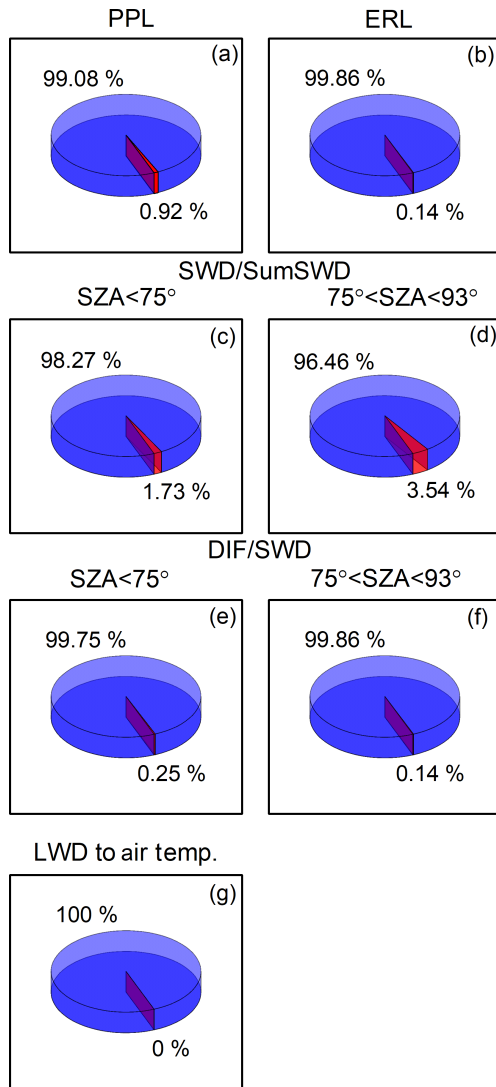 PPL
ERL
(a)
(b)
99.08 %
99.86 %
0.92 %
0.14 %
SWD/SumSWD
SZA<75°
75°<SZA<93°
(c)
(d)
98.27 %
96.46 %
1.73 %
3.54 %
DIF/SWD
SZA<75°
75°<SZA<93°
(e)
(f)
99.75 %
99.86 %
0.25 %
0.14 %
LWD to air temp.
(g)
100 %
0 %